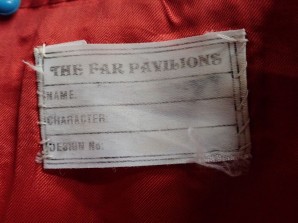 THE FAR PAVILIONS
NAME.
CHARACTER.
DESIGN No: